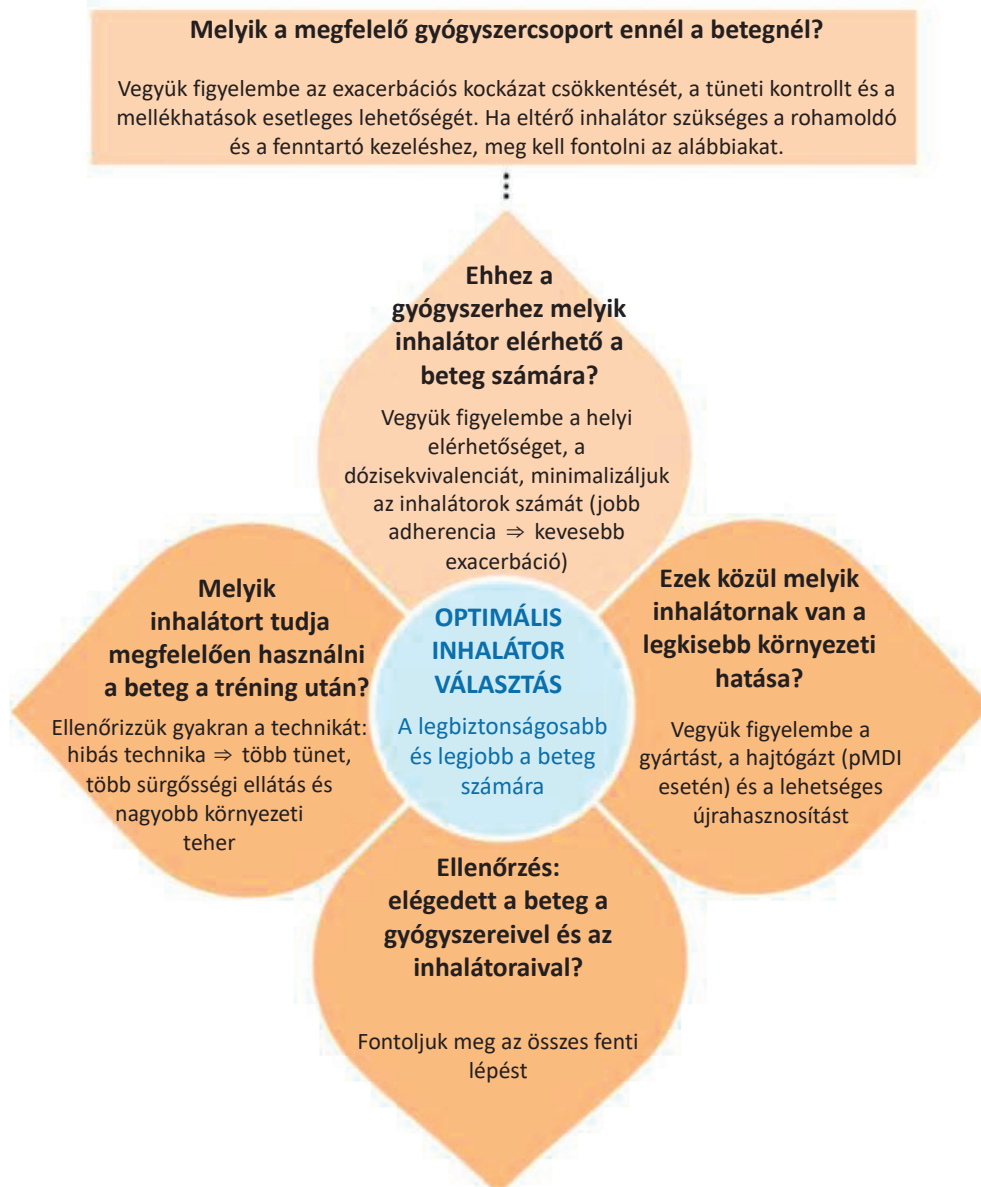 Melyik a megfelelő gyógyszercsoport ennél a betegnél?
Vegyük figyelembe az exacerbációs kockázat csökkentését, a tüneti kontrollt és a
mellékhatások esetleges lehetőségét. Ha eltérő inhalátor szükséges a rohamoldó
és a fenntartó kezeléshez, meg kell fontolni az alábbiakat.
Ehhez a
gyógyszerhez melyik
inhalátor elérhető a
beteg számára?
Vegyük figyelembe a helyi
elérhetőséget, a
dózisekvivalenciát, minimalizáljuk
az inhalátorok számát (jobb
adherencia ⇒ kevesebb
exacerbáció)
Melyik
inhalátort tudja
megfelelően használni
a beteg a tréning után?
Ellenőrizzük gyakran a technikát:
hibás technika ⇒ több tünet,
több sürgősségi ellátás és
nagyobb környezeti
teher
OPTIMÁLIS
INHALÁTOR
VÁLASZTÁS
A legbiztonságosabb
és legjobb a beteg
számára
Ezek közül melyik
inhalátornak van a
legkisebb környezeti
hatása?
Vegyük figyelembe a
gyártást, a hajtógázt (pMDI
esetén) és a lehetséges
újrahasznosítást
Ellenőrzés:
elégedett a beteg a
gyógyszereivel és az
inhalátoraival?
Fontoljuk meg az összes fenti
lépést